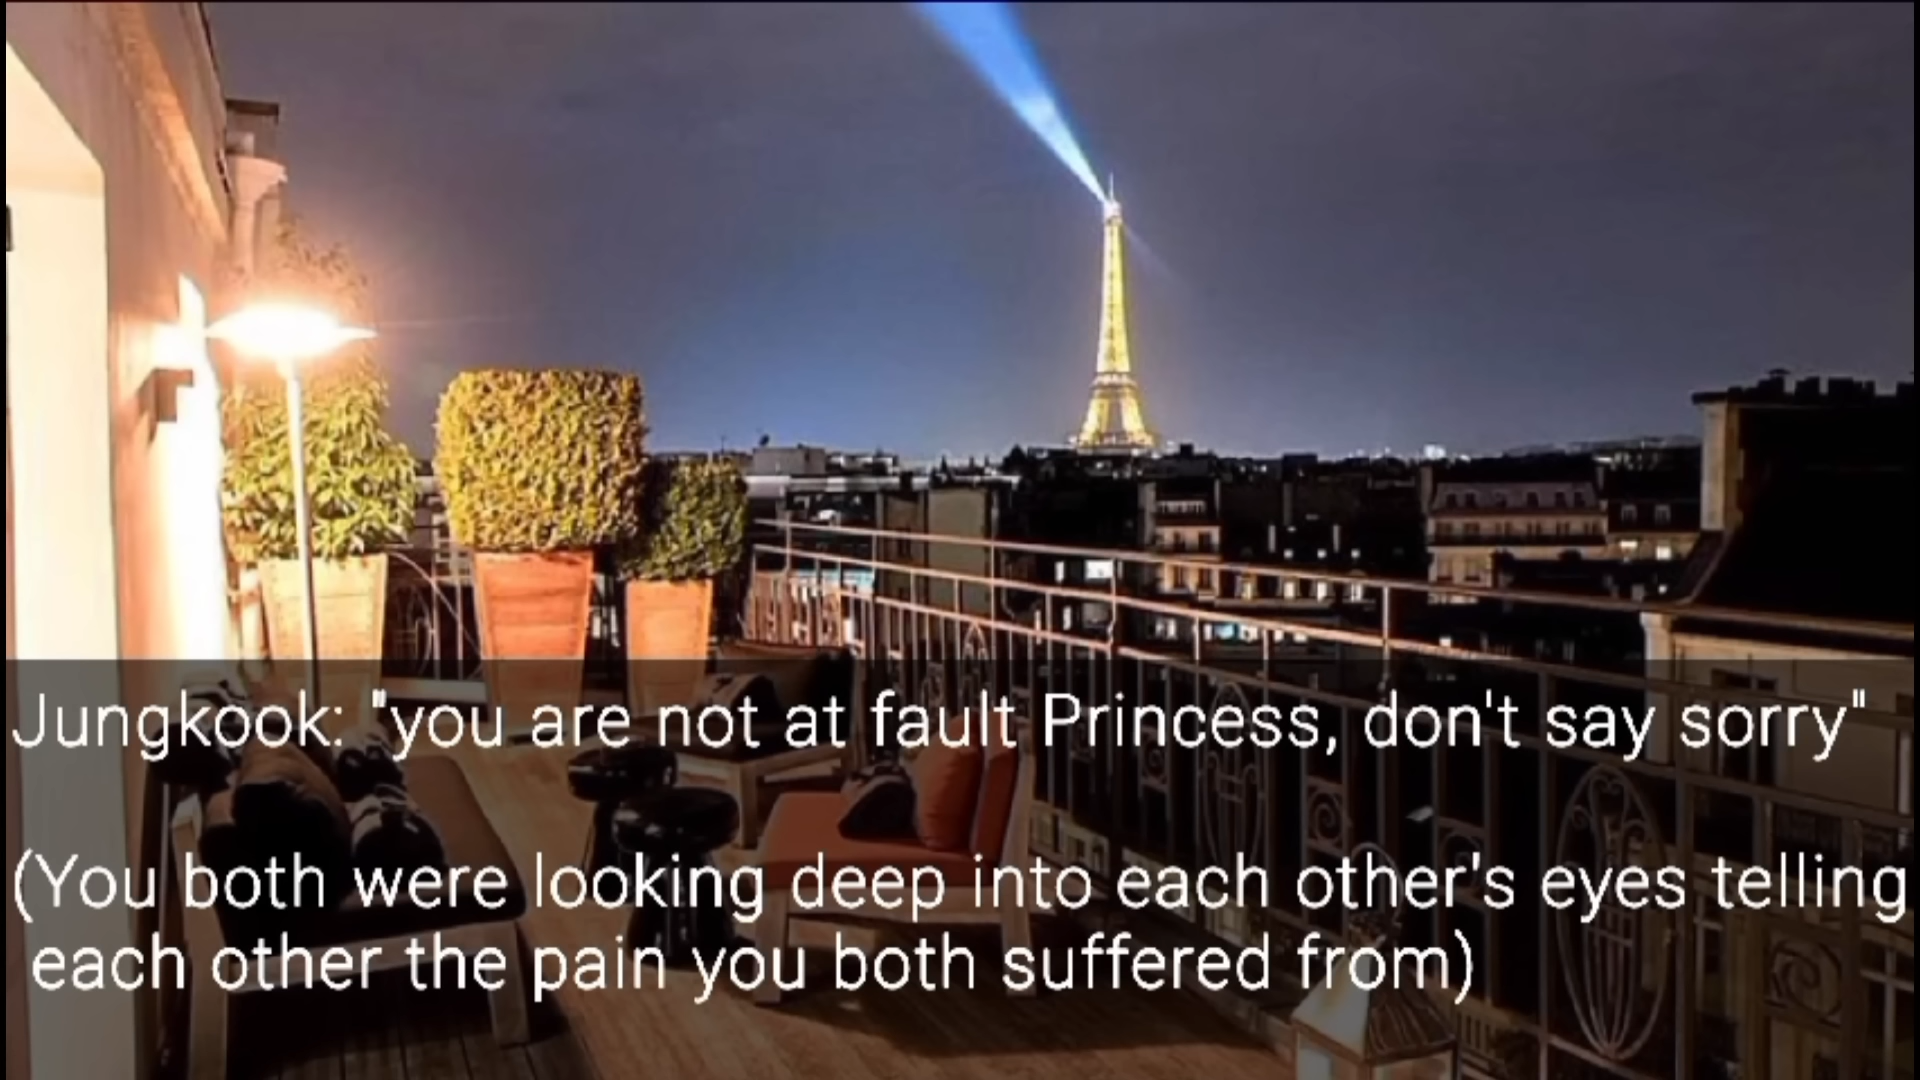 Jungkook: "you are not at fault Princess, don't say sorry"
(You both were looking deep into each other's eyes telling
each other the pain you both suffered from)